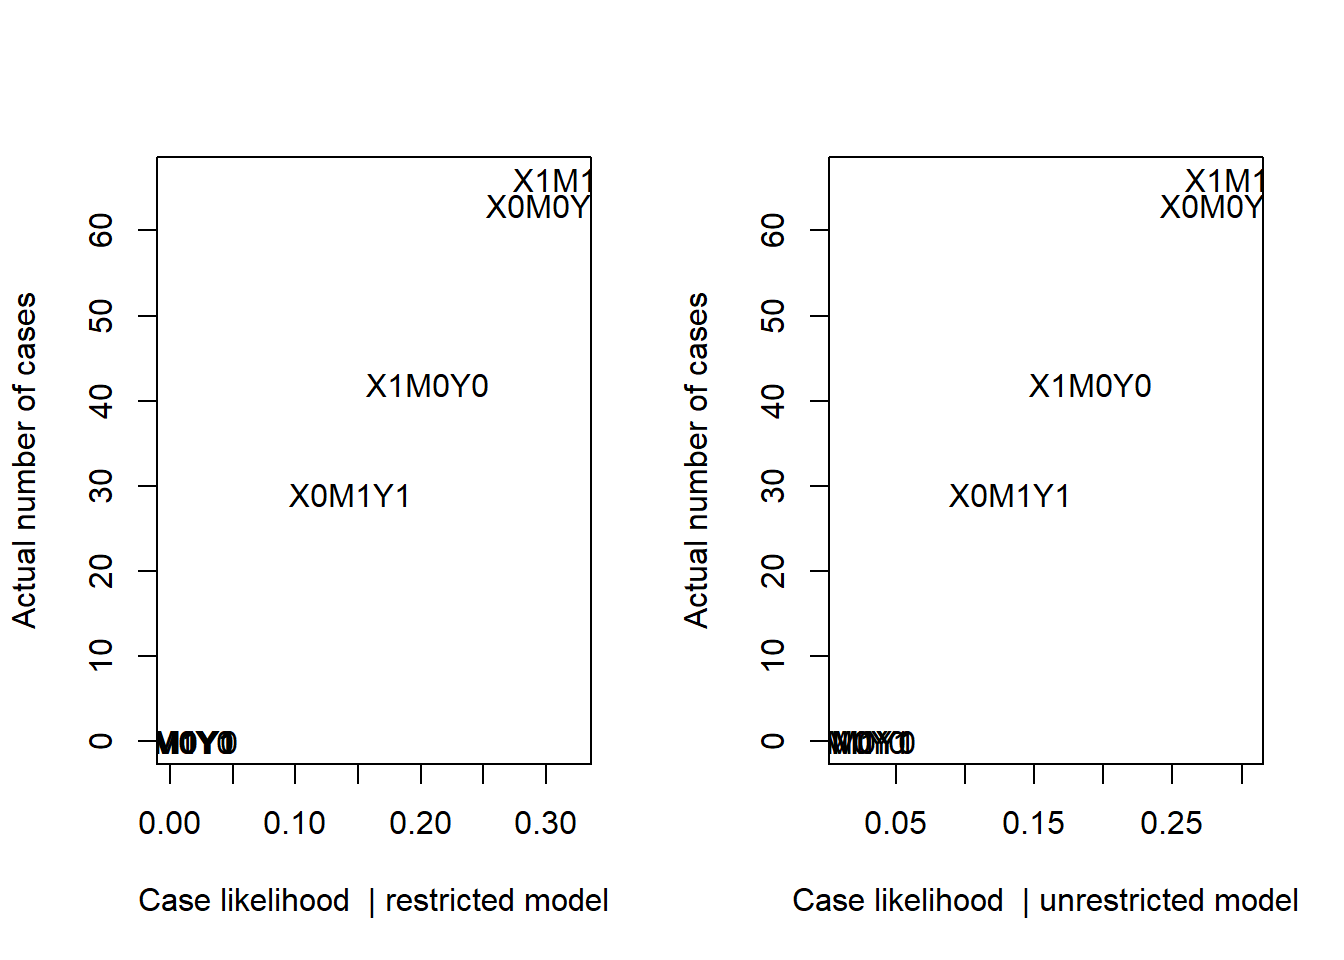 Actual number of cases
60
50
40
30
20
10
0
X1M1
X0M0Y
X1M0Y0
X0M1Y1
0.00 0.10 0.20 0.30
Case likelihood | restricted model
Actual number of cases
60
50
40
30
20
10
0
X1M1
X0M0Y
X1M0Y0
X0M1Y1
0.05 0.15 0.25
Case likelihood | unrestricted model